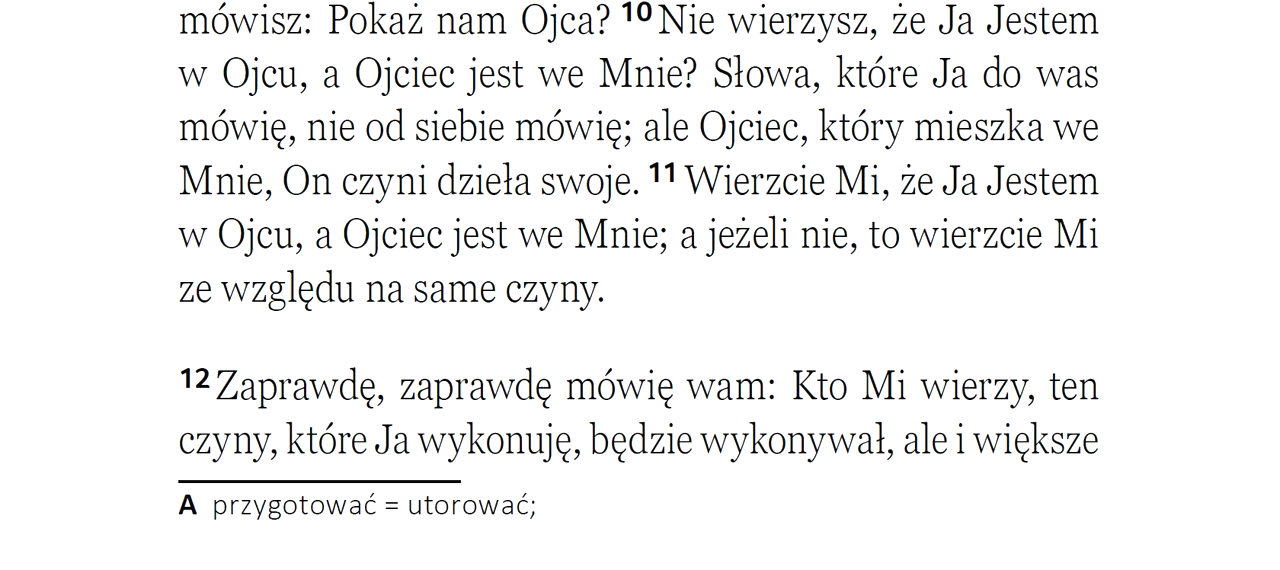 mówisz: Pokaż nam Ojca? 10 Nie wierzysz, że Ja Jestem
w Ojcu, a Ojciec jest we Mnie? Słowa, które Ja do was
mówię, nie od siebie mówię; ale Ojciec, który mieszka we
Mnie, On czyni dzieła swoje. 11 Wierzcie Mi, że Ja Jestem
w Ojcu, a Ojciec jest we Mnie; a jeżeli nie, to wierzcie Mi
ze względu na same czyny.
12 Zaprawdę, zaprawdę mówię wam: Kto Mi wierzy, ten
czyny, które Ja wykonuję, będzie wykonywał, ale i większe
A przygotować = utorować;